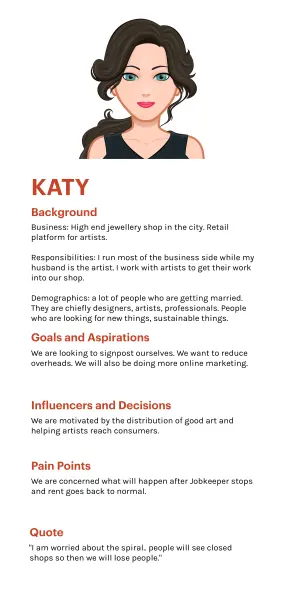 KATY
Background
Business: High end jewellery shop in the city. Retail
platform for artists.
Responsibilities: I run most of the business side while my
husband is the artist. I work with artists to get their work
into our shop.
Demographics: a lot of people who are getting married.
They are chiefly designers, artists, professionals. People
who are looking for new things, sustainable things.
Goals and Aspirations
We are looking to signpost ourselves. We want to reduce
overheads. We will also be doing more online marketing.
Influencers and Decisions
We are motivated by the distribution of good art and
helping artists reach consumers.
Pain Points
We are concerned what will happen after Jobkeeper stops
and rent goes back to normal.
Quote
"I am worried about the spiral.. people will see closed
shops so then we will lose people."